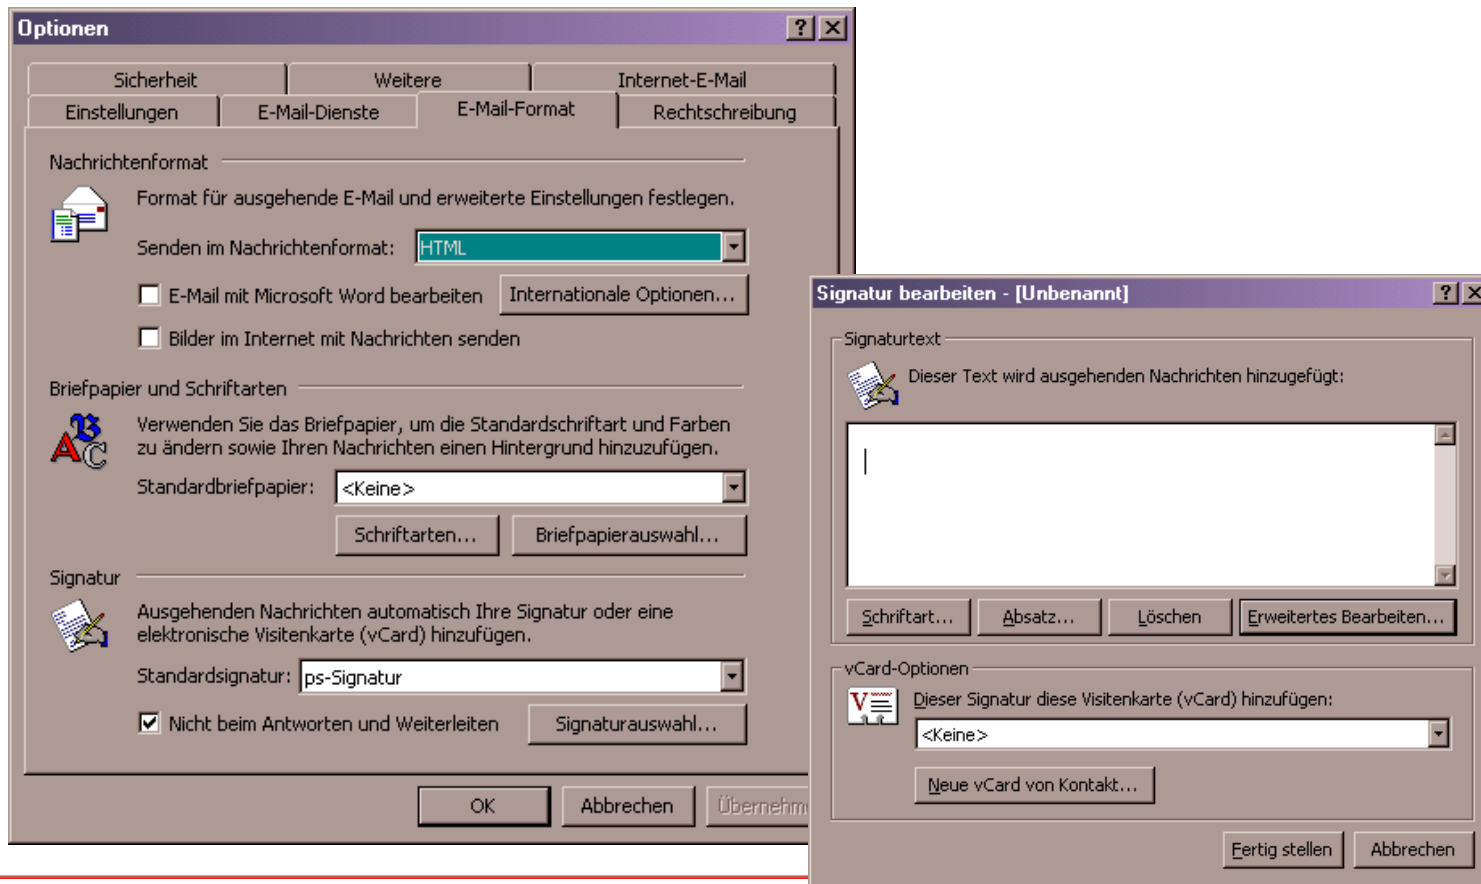 Optionen
Sicherheit
Weitere
Internet-E-Mail
Einstellungen
E-Mail-Dienste
E-Mail-Format
Rechtschreibung
Nachrichtenformat
Format für ausgehende E-Mail und erweiterte Einstellungen festlegen.
Senden im Nachrichtenformat:
HTML
E-Mail mit Microsoft Word bearbeiten
Internationale Optionen...
Bilder im Internet mit Nachrichten senden
Briefpapier und Schriftarten
Verwenden Sie das Briefpapier, um die Standardschriftart und Farben
zu ändern sowie Ihren Nachrichten einen Hintergrund hinzuzufügen.
Standardbriefpapier:
<Keine>
Schriftarten...
Briefpapierauswahl...
Signatur
Ausgehenden Nachrichten automatisch Ihre Signatur oder eine
elektronische Visitenkarte (vCard) hinzufügen.
Standardsignatur:
ps-Signatur
Nicht beim Antworten und Weiterleiten
Signaturauswahl...
OK
Abbrechen
Übernehm
Signatur bearbeiten - [Unbenannt]
Signaturtext
Dieser Text wird ausgehenden Nachrichten hinzugefügt:
Schriftart...
Absatz...
Löschen
Erweitertes Bearbeiten...
vCard-Optionen
Dieser Signatur diese Visitenkarte (vCard) hinzufügen:
<Keine>
Neue vCard von Kontakt...
Fertig stellen
Abbrechen